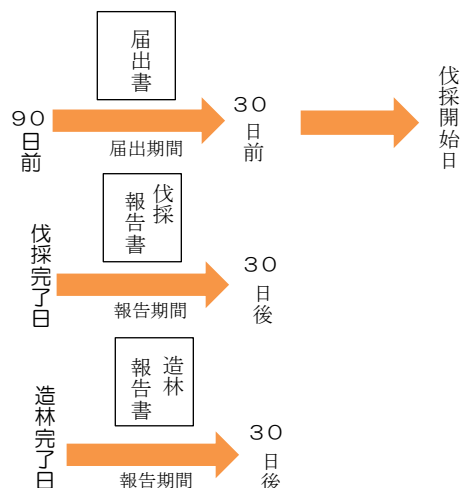 届出書
90日前
届出期間
30日前
伐採開始日
伐採
報告書
伐採完了日
報告期間
30日後
造林
報告書
造林完了日
報告期間
30日後